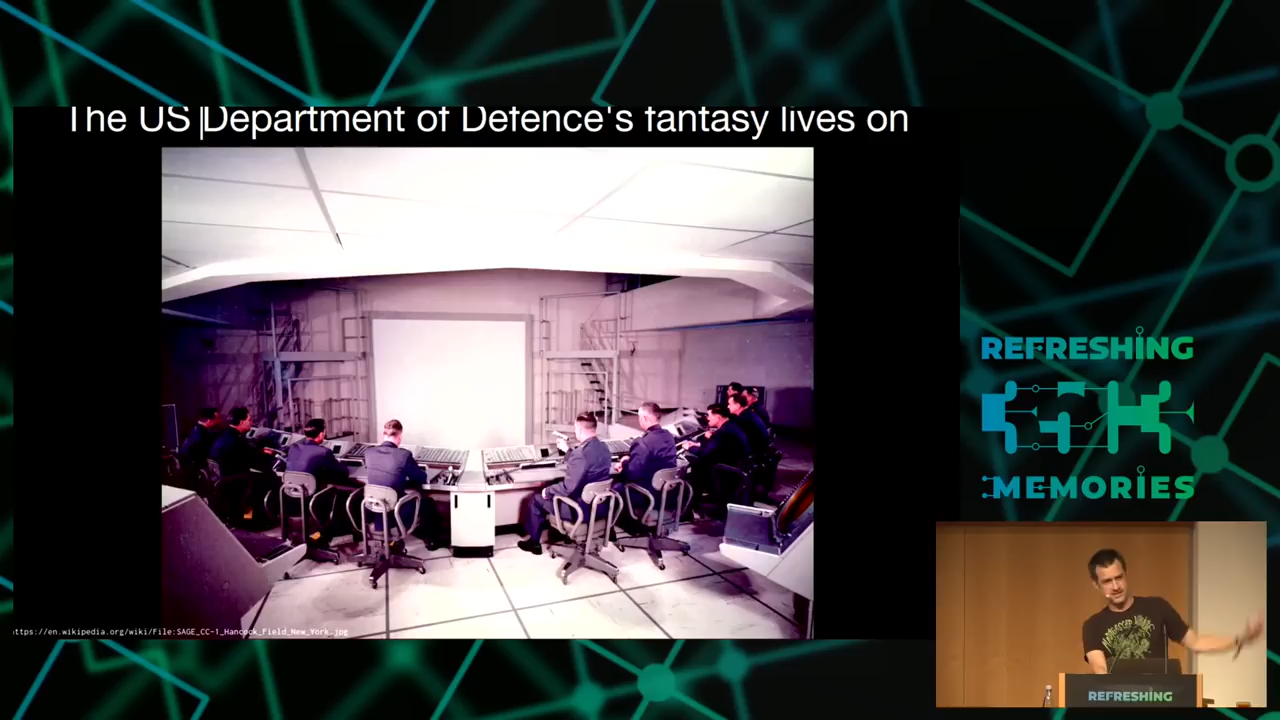 The US Department of Defence's fantasy lives on
REFRESHING
GPN
MEMORIES
https://en.wikipedia.org/wiki/File:SAGE_CC-1_Hancock_Field_New_York.jpg
REFRESHING